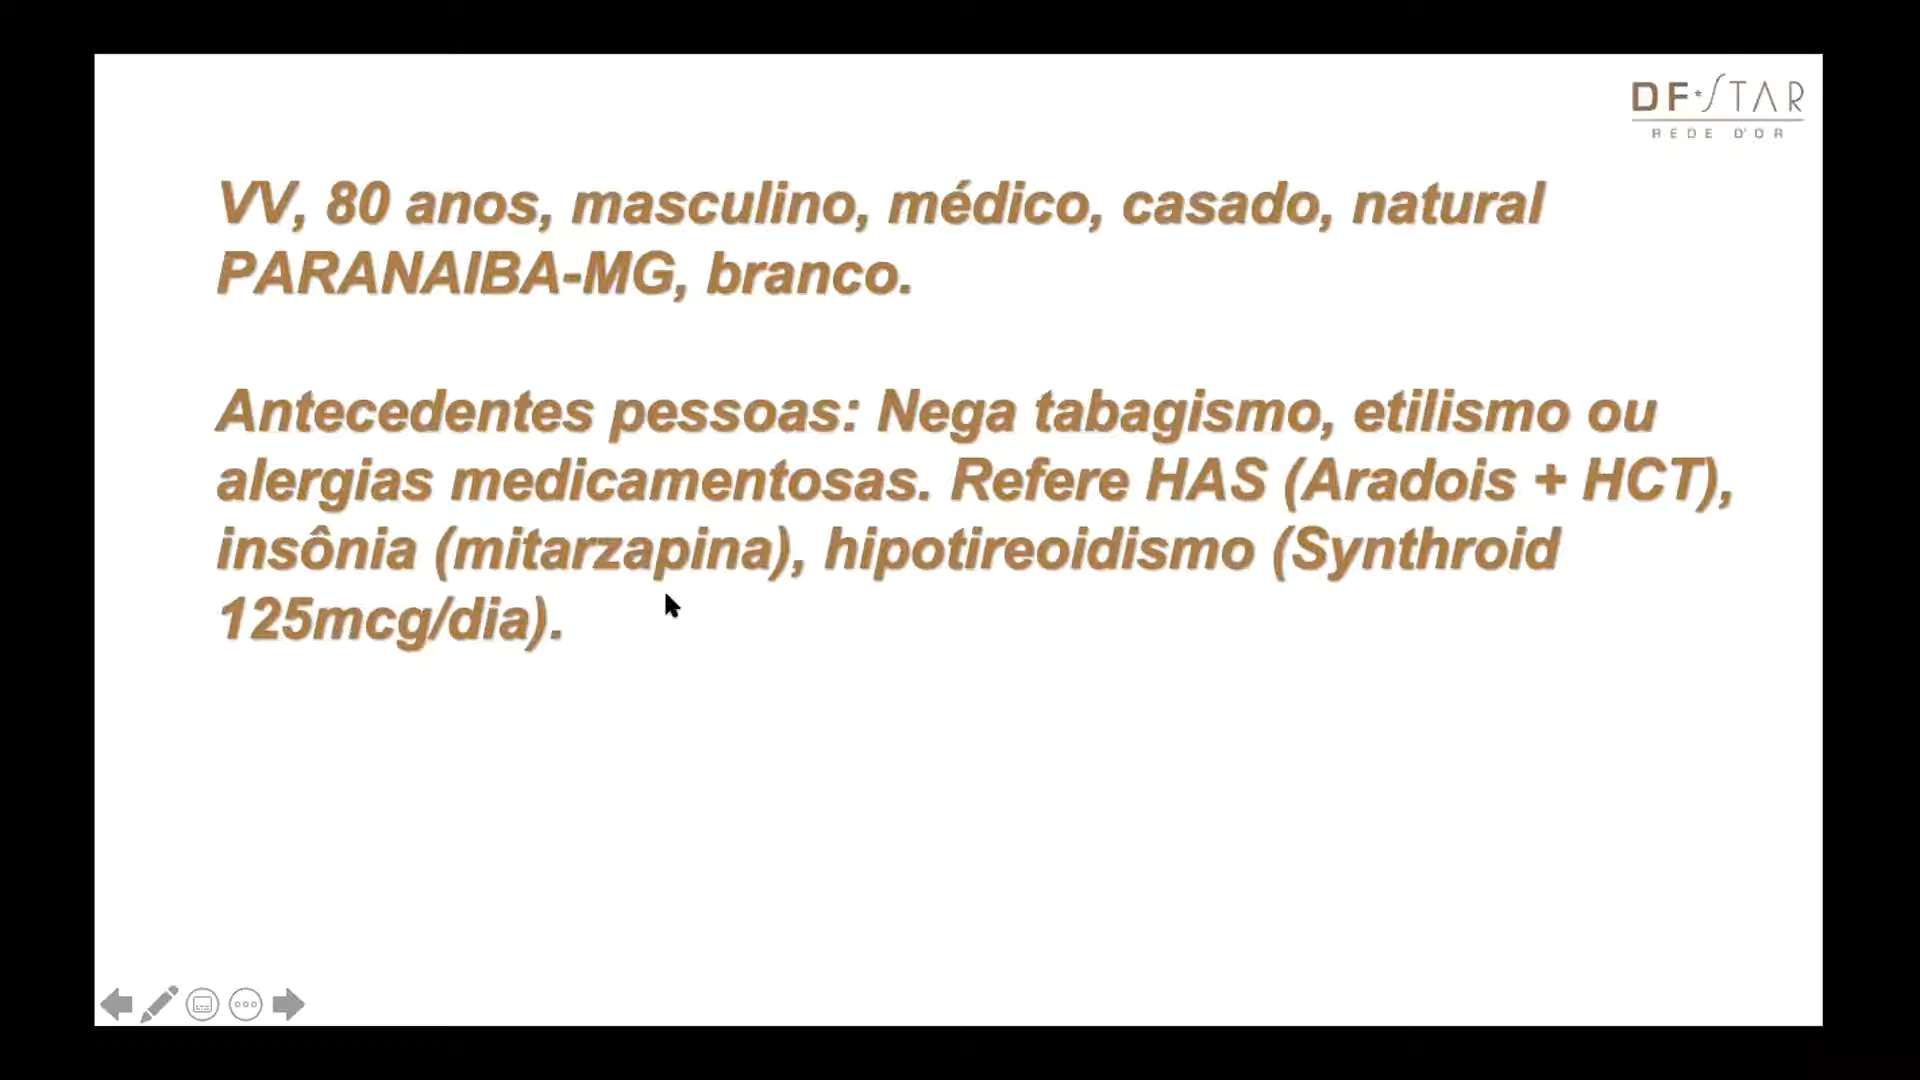 DF*STAR
REDE D'OR
VV, 80 anos, masculino, médico, casado, natural
PARANAIBA-MG, branco.
Antecedentes pessoas: Nega tabagismo, etilismo ou
alergias medicamentosas. Refere HAS (Aradois + HCT),
insônia (mitarzapina), hipotireoidismo (Synthroid
125mcg/dia).